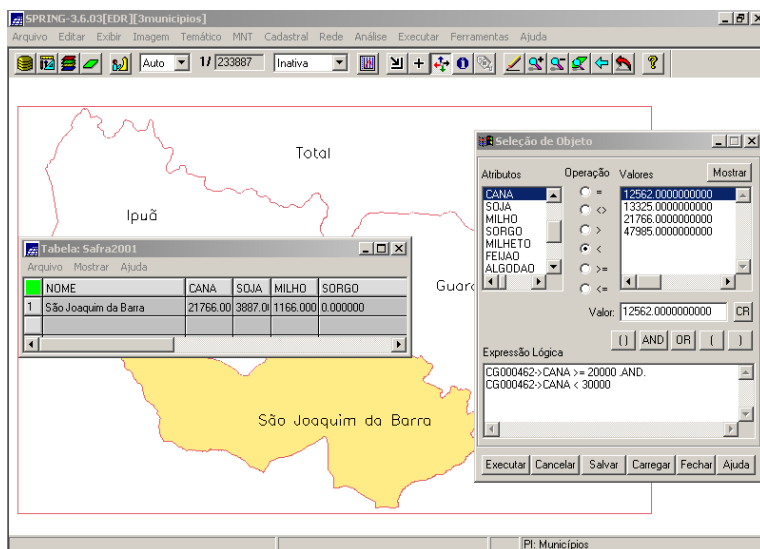 SPRING-3.6.03[EDR][3municipios]
Arquivo Editar Exibir Imagem Temático MNT Cadastral Rede Análise Executar Ferramentas Ajuda
Auto 1/ 233887 Inativa
Total
Ipuã
São Joaquim da Barra
Tabela: Safra2001
Arquivo Mostrar Ajuda
NOME CANA SOJA MILHO SORGO
1 São Joaquim da Barra 21766.00 3887.0 1166.000 0.000000
Seleção de Objeto
Atributos Operação Valores Mostrar
CANA = 12562.0000000000
SOJA <> 13325.0000000000
MILHO > 21766.0000000000
SORGO < 47985.0000000000
MILHETO
FEIJAO >=
ALGODAO <=
Valor: 12562.0000000000 CR
() AND OR ( )
Expressão Lógica
CG000462->CANA >= 20000 .AND.
CG000462->CANA < 30000
Executar Cancelar Salvar Carregar Fechar Ajuda
PI: Municípios